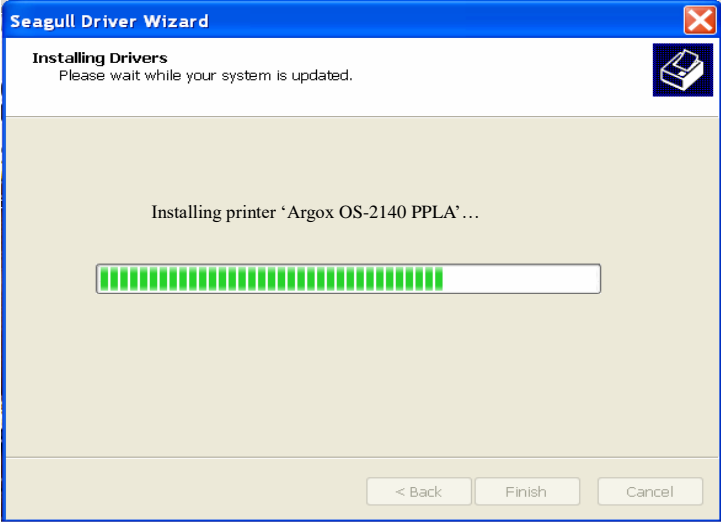 Seagull Driver Wizard
Installing Drivers
Please wait while your system is updated.
Installing printer ‘Argox OS-2140 PPLA’…
< Back
Finish
Cancel